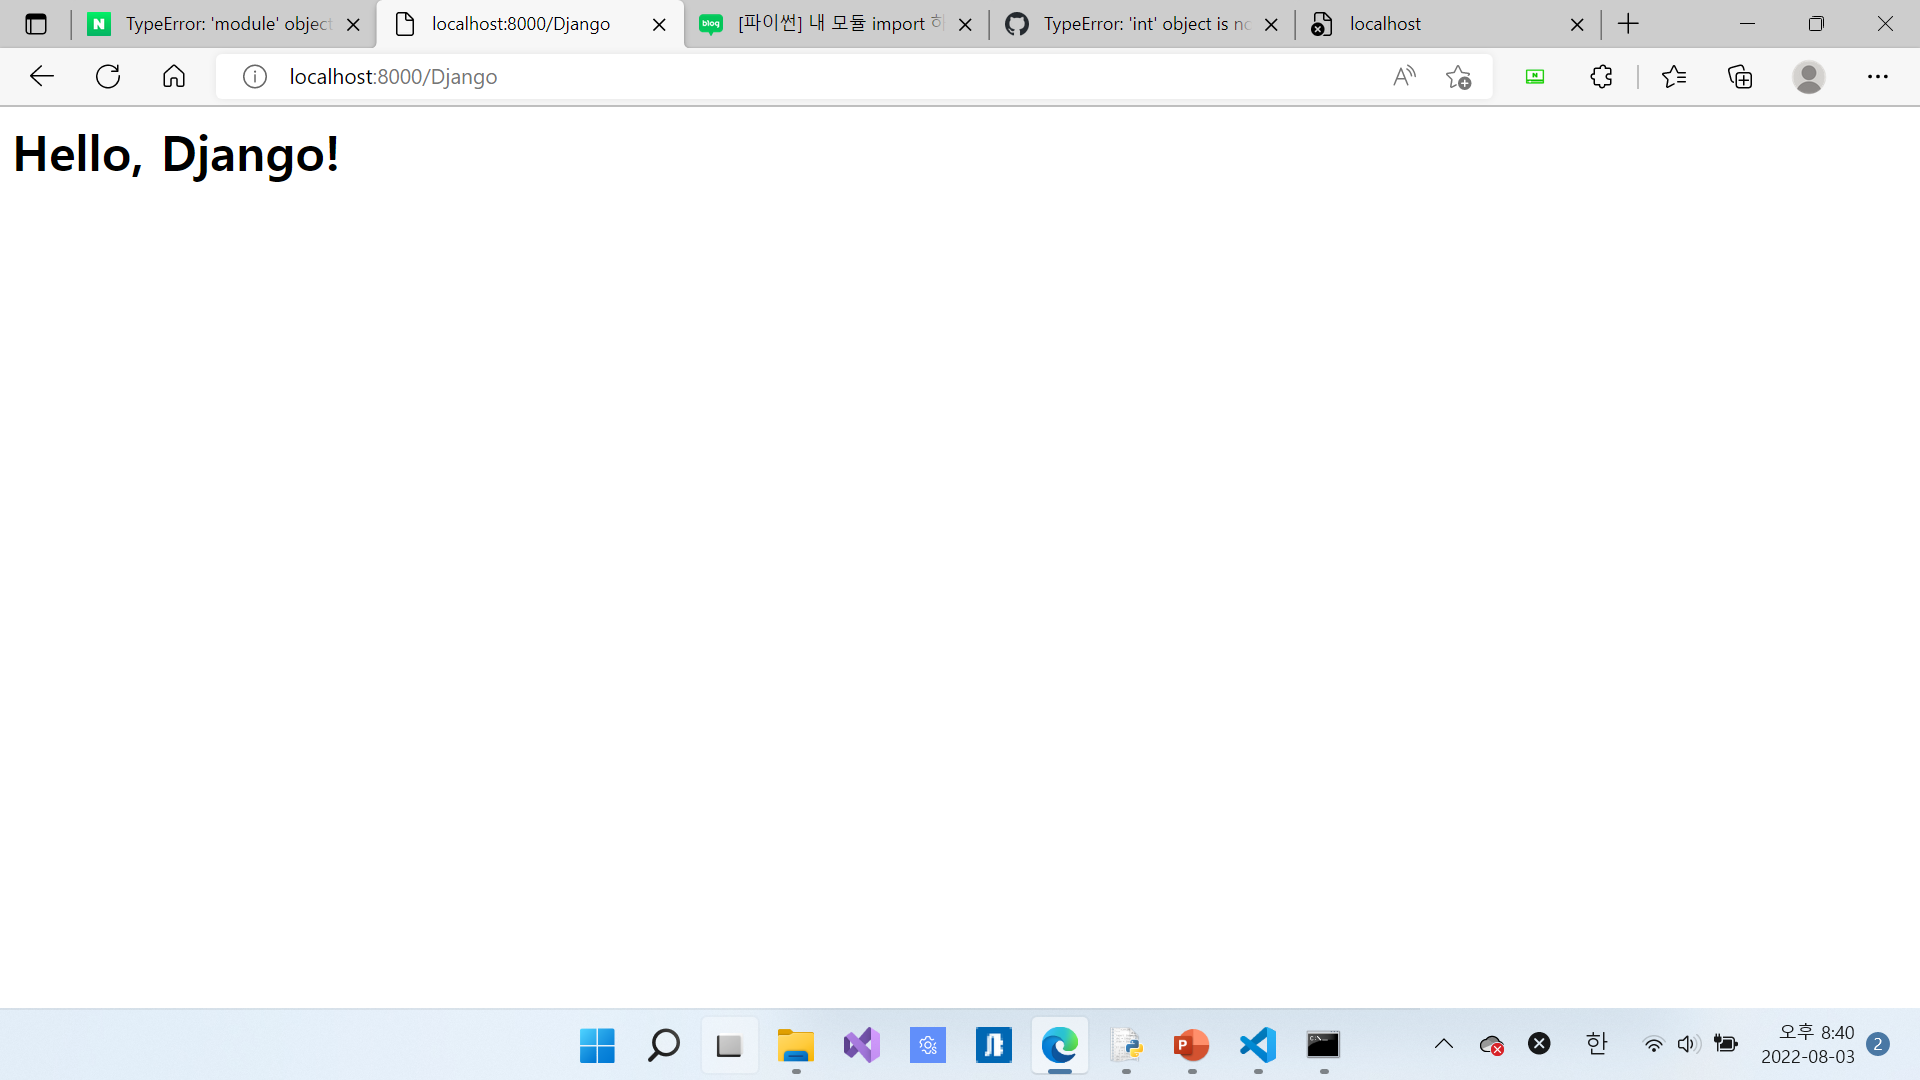 TypeError: 'module' object
localhost:8000/Django
[파이썬] 내 모듈 import 하
TypeError: 'int' object is no
localhost
localhost:8000/Django
Hello, Django!
한
오후 8:40
2022-08-03
2